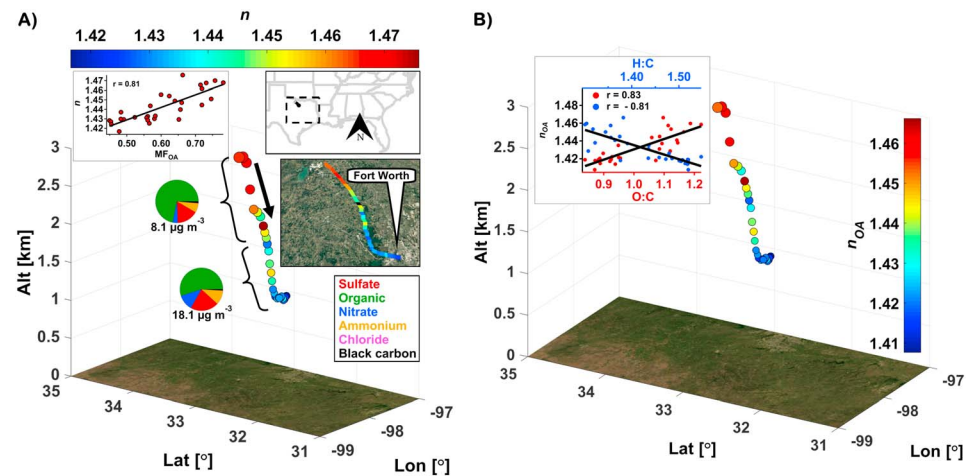 A)
n
1.42 1.43 1.44 1.45 1.46 1.47
r = 0.81
n
1.47
1.46
1.45
1.44
1.43
1.42
0.50 0.60 0.70
MF_OA
N
Fort Worth
8.1 µg m⁻³
18.1 µg m⁻³
Sulfate
Organic
Nitrate
Ammonium
Chloride
Black carbon
Alt [km]
3
2.5
2
1.5
1
0.5
0
35 34 33 32 31
Lat [°]
-99 -98 -97
Lon [°]
B)
H:C
1.40 1.50
r = 0.83
r = - 0.81
n_OA
1.48
1.46
1.44
1.42
0.9 1.0 1.1 1.2
O:C
Alt [km]
3
2.5
2
1.5
1
0.5
0
35 34 33 32 31
Lat [°]
-99 -98 -97
Lon [°]
n_OA
1.46
1.45
1.44
1.43
1.42
1.41